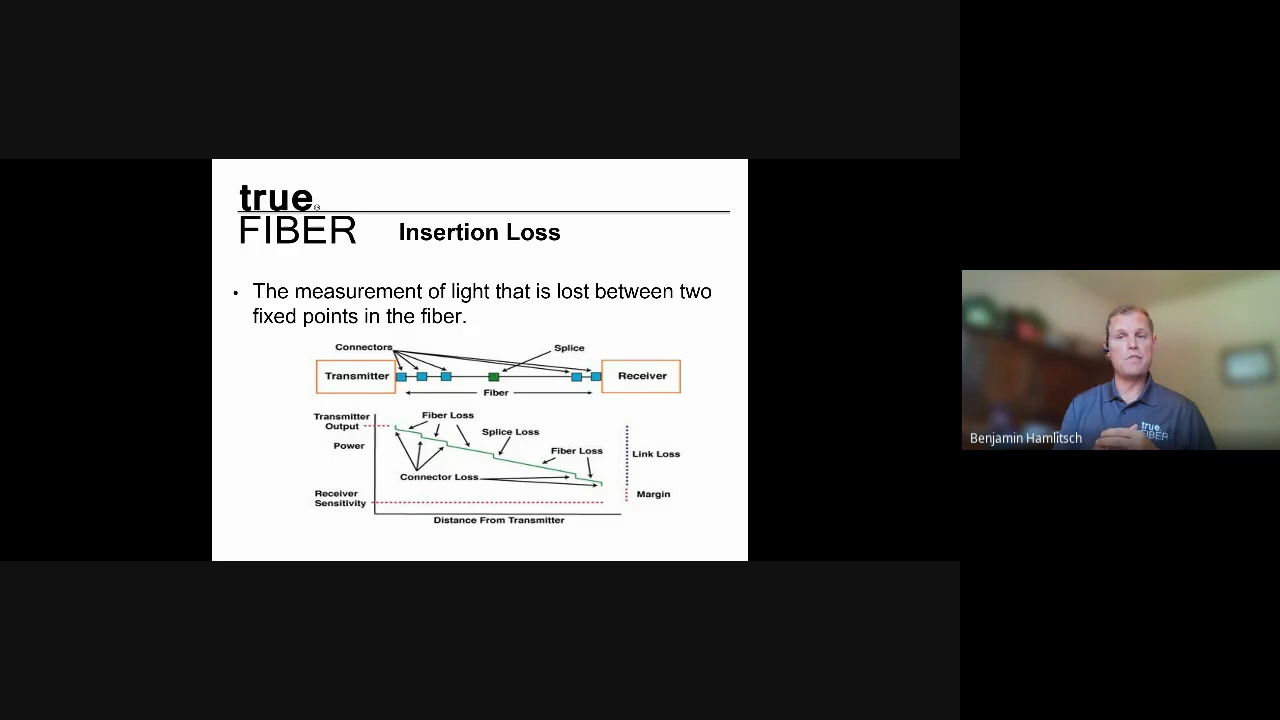 true®
FIBER
Insertion Loss
• The measurement of light that is lost between two
fixed points in the fiber.
Connectors
Splice
Transmitter
Receiver
Fiber
Transmitter
Output
Fiber Loss
Splice Loss
Power
Fiber Loss
Link Loss
Connector Loss
Receiver
Sensitivity
Margin
Distance From Transmitter
true
FIBER
Benjamin Hamlitsch